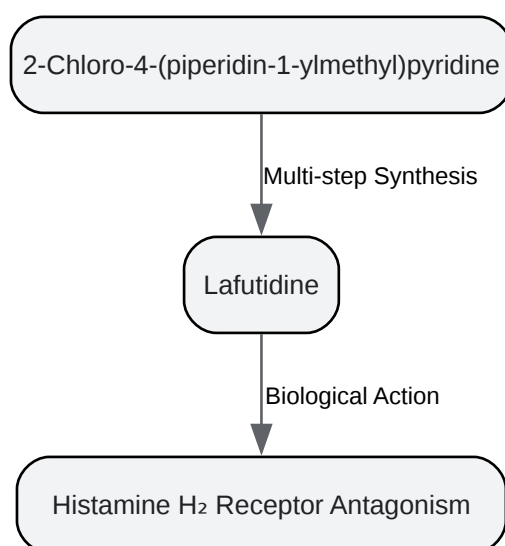 2-Chloro-4-(piperidin-1-ylmethyl)pyridine
Multi-step Synthesis
Lafutidine
Biological Action
Histamine H₂ Receptor Antagonism